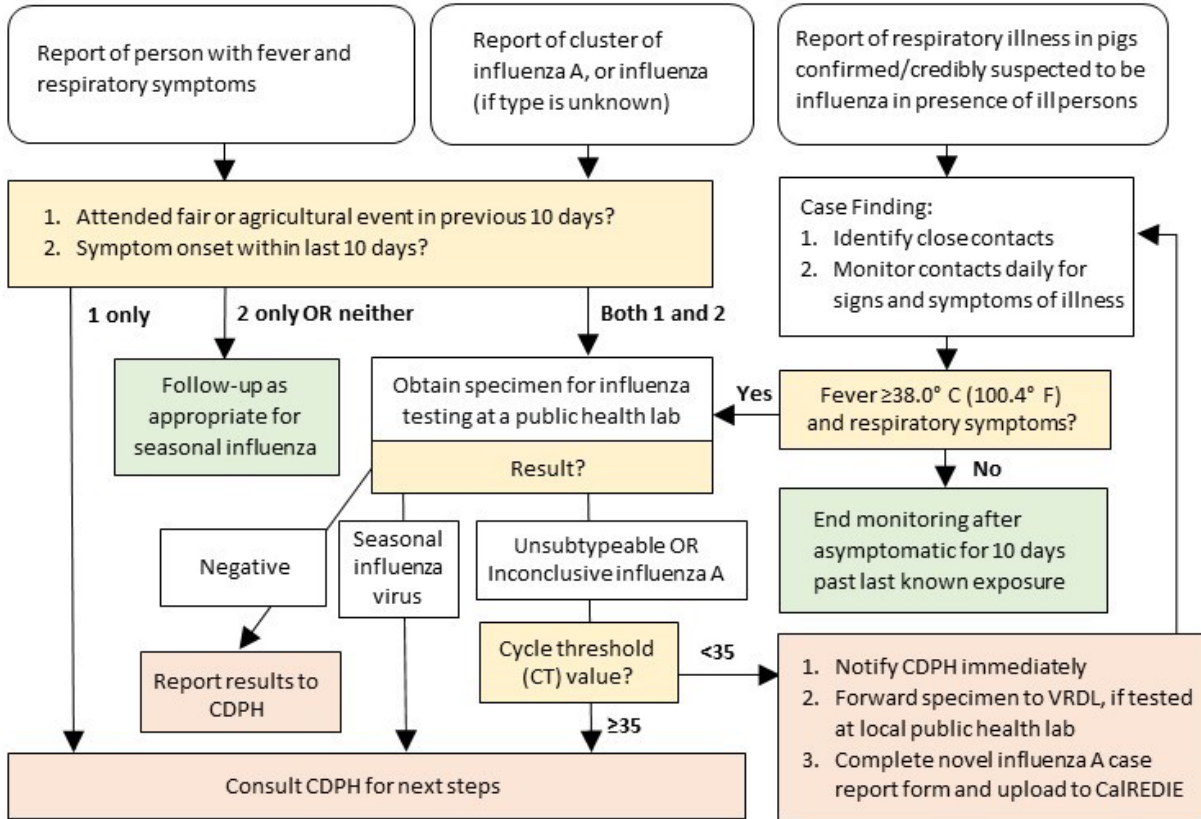 Report of person with fever and
respiratory symptoms
Report of cluster of
influenza A, or influenza
(if type is unknown)
Report of respiratory illness in pigs
confirmed/credibly suspected to be
influenza in presence of ill persons
1. Attended fair or agricultural event in previous 10 days?
2. Symptom onset within last 10 days?
Case Finding:
1. Identify close contacts
2. Monitor contacts daily for
signs and symptoms of illness
1 only
2 only OR neither
Both 1 and 2
Follow-up as
appropriate for
seasonal influenza
Obtain specimen for influenza
testing at a public health lab
Result?
Yes
Fever ≥38.0° C (100.4° F)
and respiratory symptoms?
No
End monitoring after
asymptomatic for 10 days
past last known exposure
Negative
Seasonal
influenza
virus
Unsubtypeable OR
Inconclusive influenza A
Report results to
CDPH
Cycle threshold
(CT) value?
<35
≥35
1. Notify CDPH immediately
2. Forward specimen to VRDL, if tested
at local public health lab
3. Complete novel influenza A case
report form and upload to CalREDIE
Consult CDPH for next steps